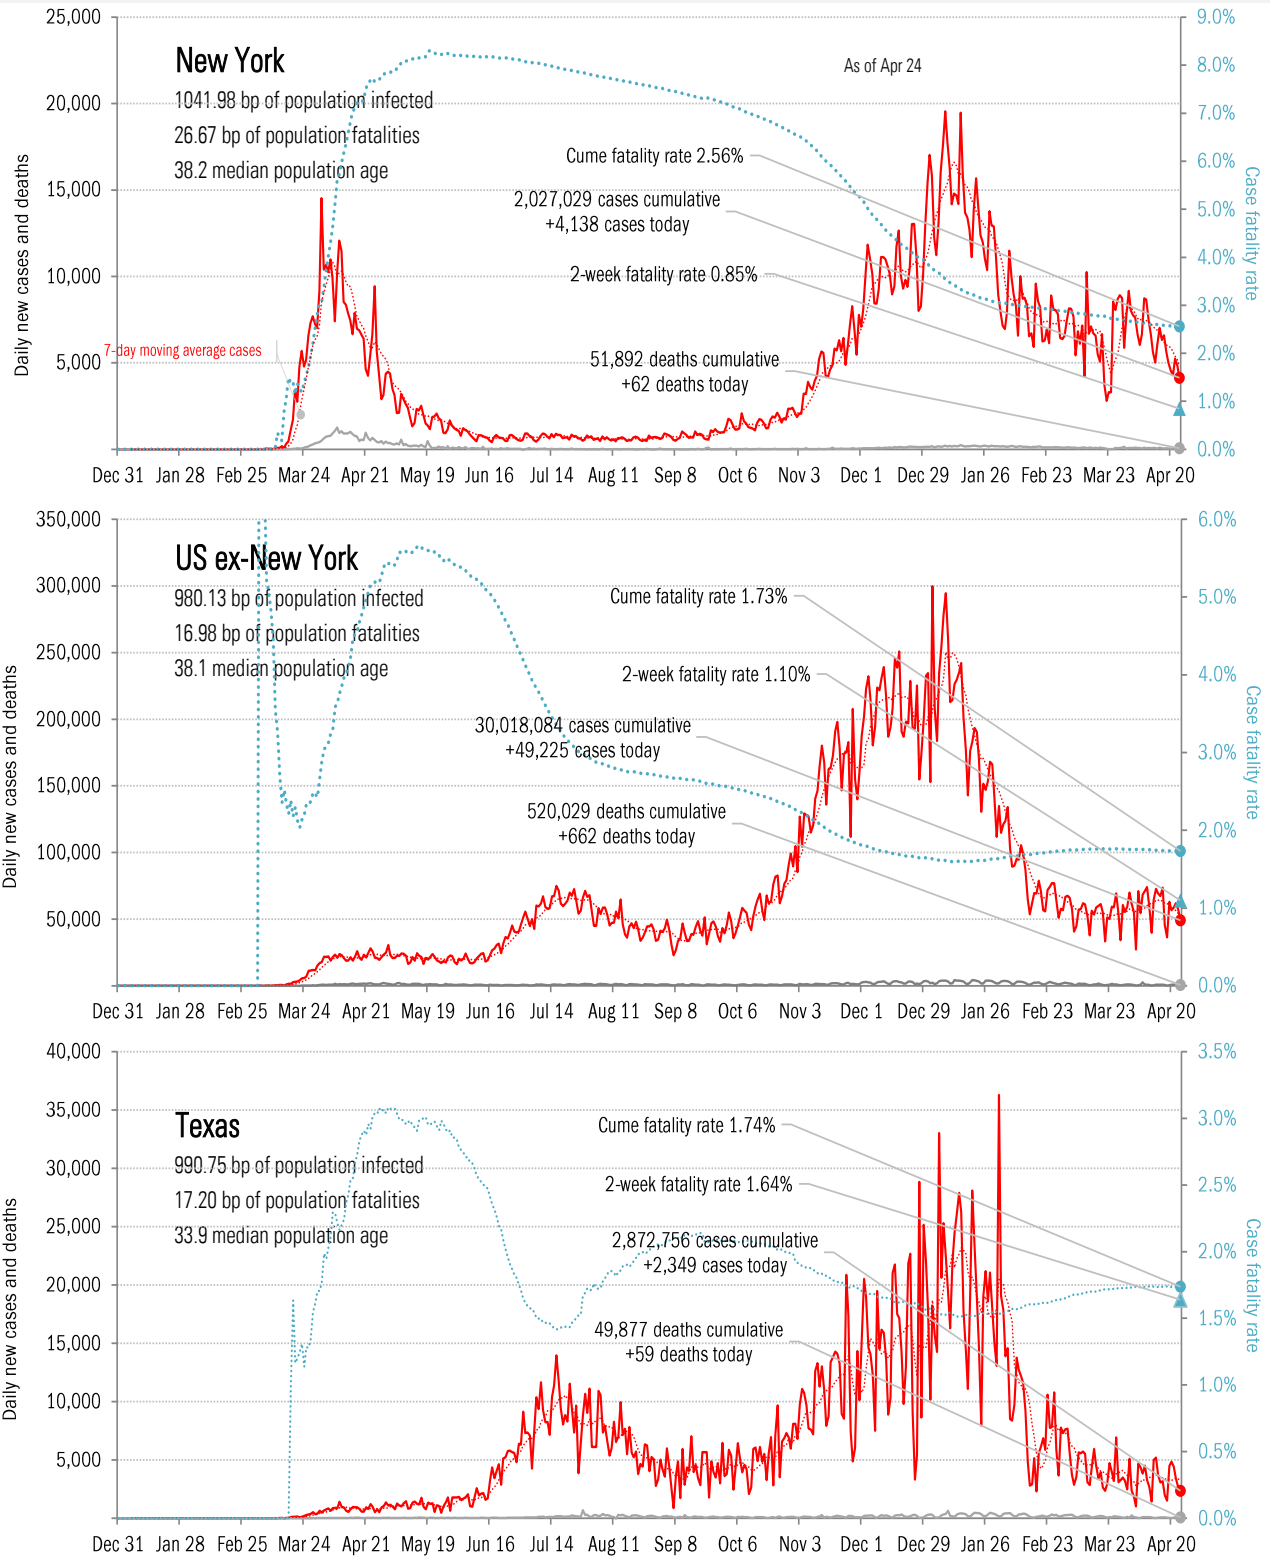 25,000
9.0%
New York
As of Apr 24
8.0%
1041.98 bp of population infected
20,000
7.0%
26.67 bp of population fatalities
Cume fatality rate 2.56%
6.0%
38.2 median population age
15,000
2,027,029 cases cumulative
+4,138 cases today
5.0%
10,000
2-week fatality rate 0.85%
4.0%
3.0%
7-day moving average cases
5,000
51,892 deaths cumulative
+62 deaths today
2.0%
1.0%
0.0%
Daily new cases and deaths
Case fatality rate
Dec 31 Jan 28 Feb 25 Mar 24 Apr 21 May 19 Jun 16 Jul 14 Aug 11 Sep 8 Oct 6 Nov 3 Dec 1 Dec 29 Jan 26 Feb 23 Mar 23 Apr 20
350,000
6.0%
US ex-New York
300,000
980.13 bp of population infected
Cume fatality rate 1.73%
5.0%
16.98 bp of population fatalities
250,000
38.1 median population age
2-week fatality rate 1.10%
4.0%
200,000
30,018,084 cases cumulative
+49,225 cases today
3.0%
150,000
520,029 deaths cumulative
+662 deaths today
2.0%
100,000
50,000
1.0%
0.0%
Daily new cases and deaths
Case fatality rate
Dec 31 Jan 28 Feb 25 Mar 24 Apr 21 May 19 Jun 16 Jul 14 Aug 11 Sep 8 Oct 6 Nov 3 Dec 1 Dec 29 Jan 26 Feb 23 Mar 23 Apr 20
40,000
3.5%
35,000
Texas
Cume fatality rate 1.74%
3.0%
30,000
990.75 bp of population infected
2-week fatality rate 1.64%
2.5%
17.20 bp of population fatalities
25,000
33.9 median population age
2,872,756 cases cumulative
+2,349 cases today
2.0%
20,000
1.5%
15,000
49,877 deaths cumulative
+59 deaths today
1.0%
10,000
5,000
0.5%
0.0%
Daily new cases and deaths
Case fatality rate
Dec 31 Jan 28 Feb 25 Mar 24 Apr 21 May 19 Jun 16 Jul 14 Aug 11 Sep 8 Oct 6 Nov 3 Dec 1 Dec 29 Jan 26 Feb 23 Mar 23 Apr 20